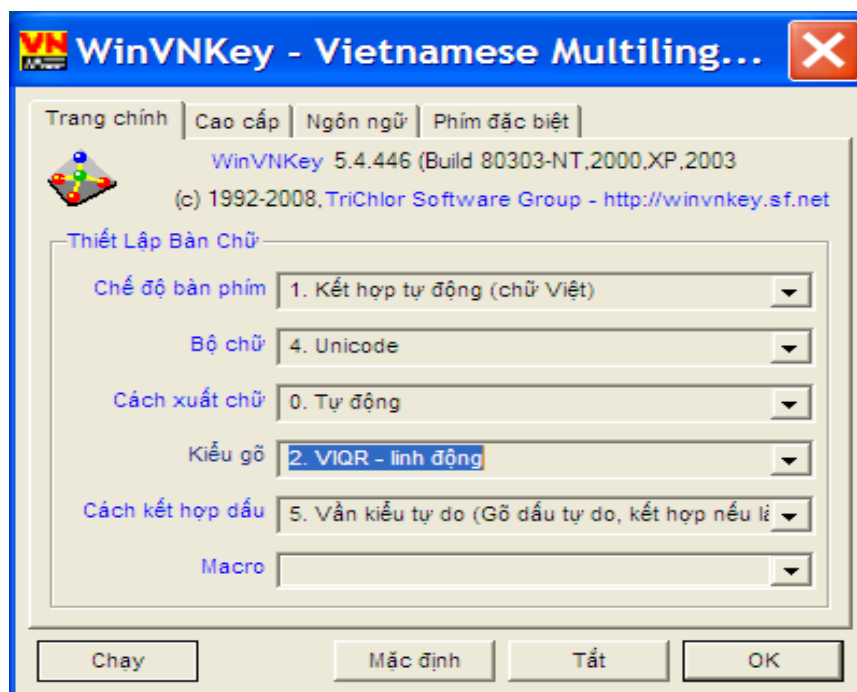 VN
WinVNKey - Vietnamese Multiling...
Trang chính Cao cấp Ngôn ngữ Phím đặc biệt
WinVNKey 5.4.446 (Build 80303-NT,2000,XP,2003
(c) 1992-2008, TriChlor Software Group - http://winvnkey.sf.net
Thiết Lập Bàn Chữ
Chế độ bàn phím 1. Kết hợp tự động (chữ Việt)
Bộ chữ 4. Unicode
Cách xuất chữ 0. Tự động
Kiểu gõ 2. VIQR - linh động
Cách kết hợp dấu 5. Vần kiểu tự do (Gõ dấu tự do, kết hợp nếu
Macro
Chạy Mặc định Tắt OK